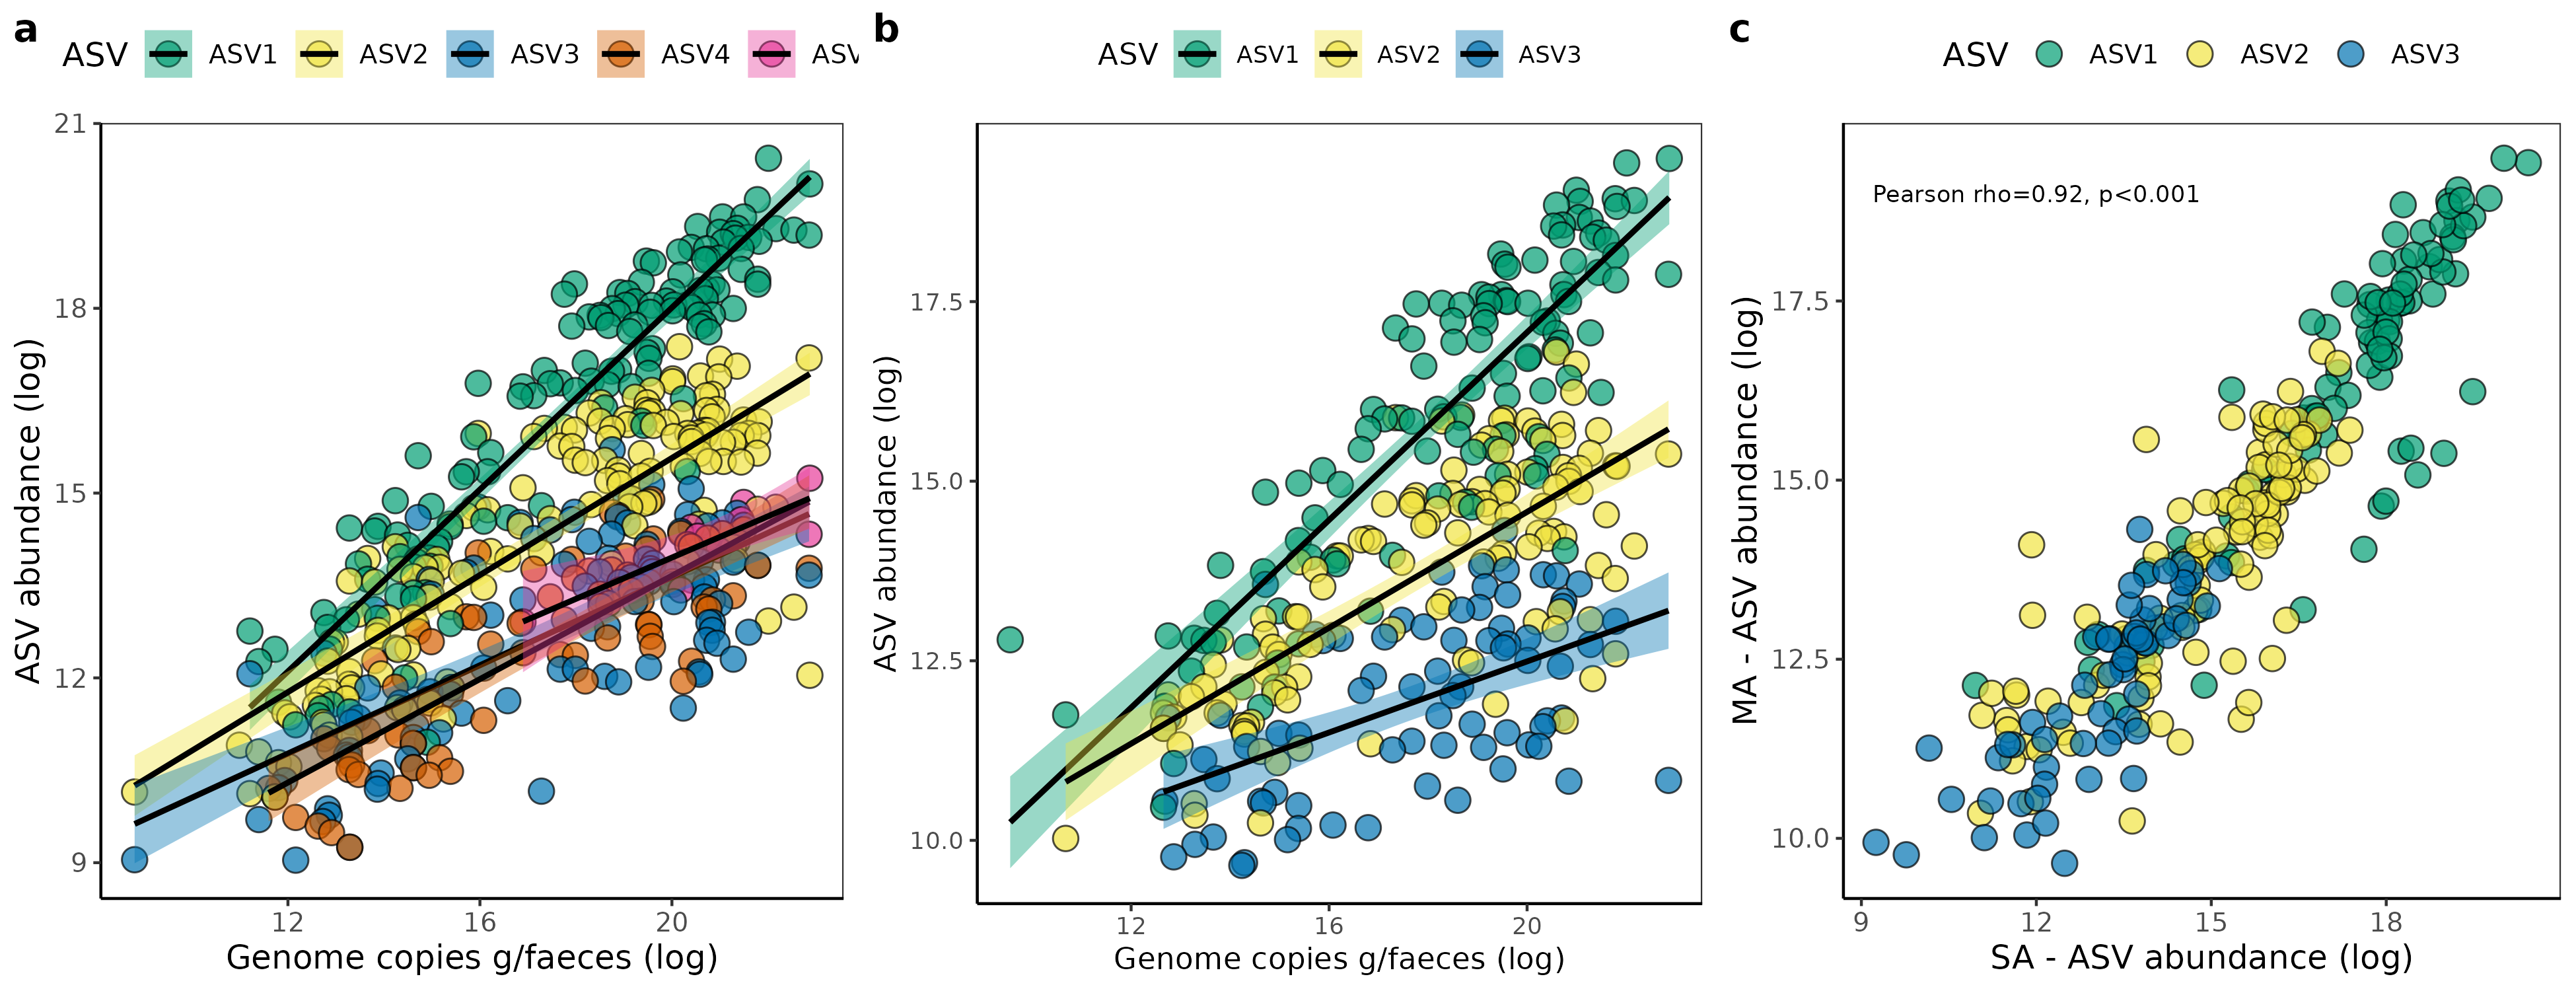 a
ASV ASV1 ASV2 ASV3 ASV4 ASV
21
18
15
12
9
ASV abundance (log)
12 16 20
Genome copies g/faeces (log)
b
ASV ASV1 ASV2 ASV3
17.5
15.0
12.5
10.0
ASV abundance (log)
12 16 20
Genome copies g/faeces (log)
c
ASV ASV1 ASV2 ASV3
Pearson rho=0.92, p<0.001
17.5
15.0
12.5
10.0
MA - ASV abundance (log)
9 12 15 18
SA - ASV abundance (log)